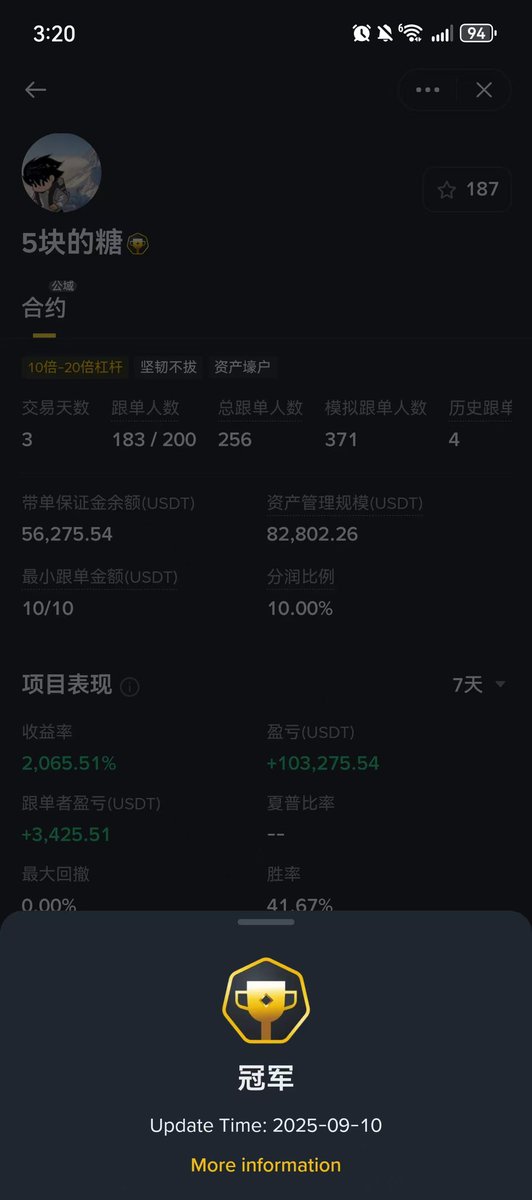 3:20
6
94
187
5块的糖
公域
合约
10倍-20倍杠杆 坚韧不拔 资产壕户
交易天数 跟单人数 总跟单人数 模拟跟单人数 历史跟单
3 183 / 200 256 371 4
带单保证金余额(USDT) 资产管理规模(USDT)
56,275.54 82,802.26
最小跟单金额(USDT) 分润比例
10/10 10.00%
项目表现 7天
收益率 盈亏(USDT)
2,065.51% +103,275.54
跟单者盈亏(USDT) 夏普比率
+3,425.51 --
最大回撤 胜率
0.00% 41.67%
冠军
Update Time: 2025-09-10
More information